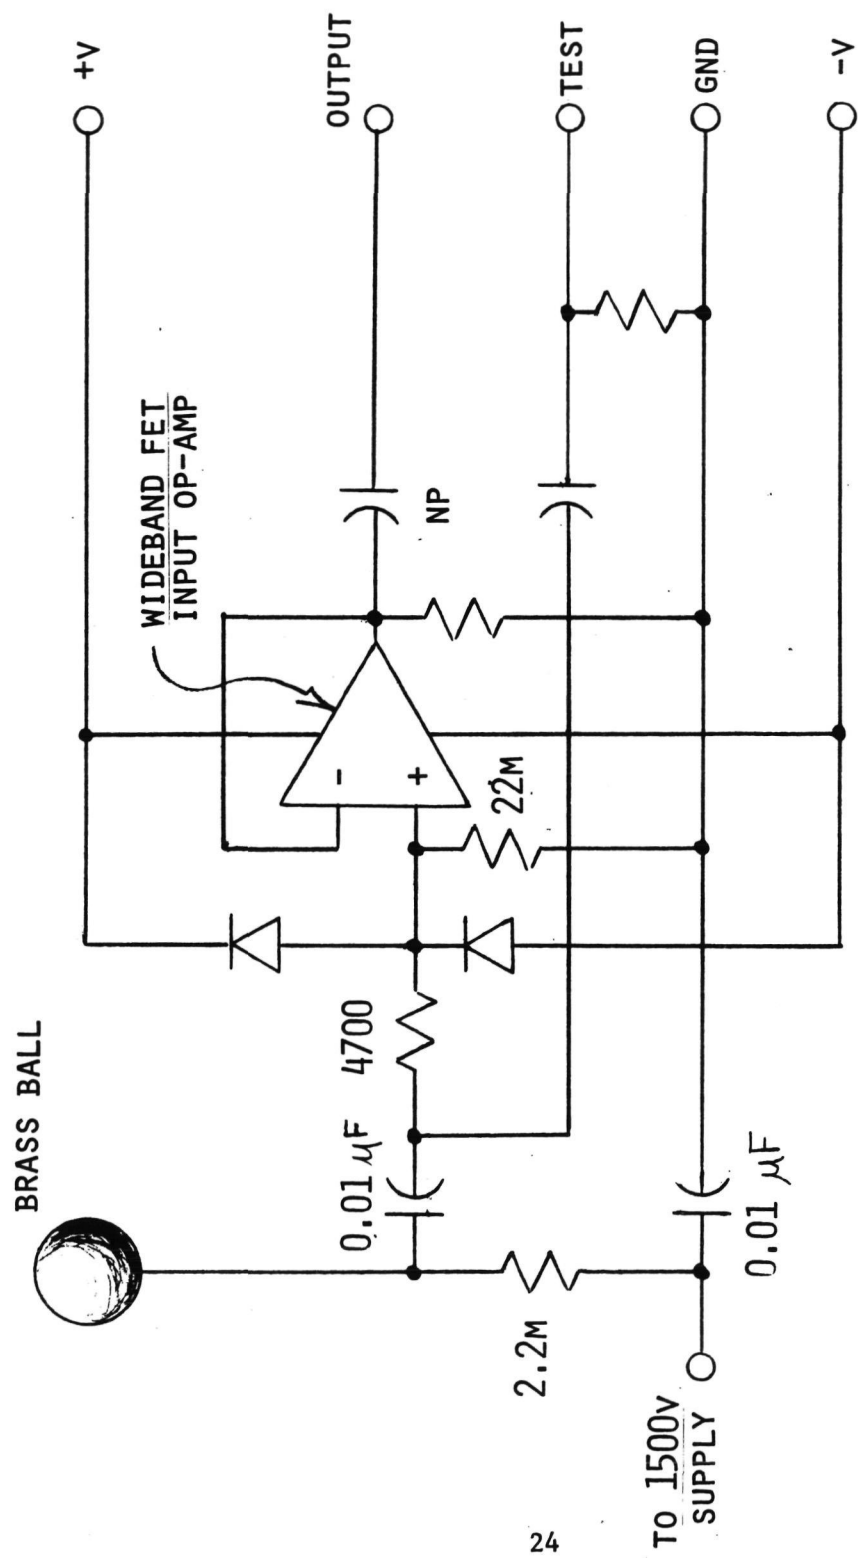 +V
OUTPUT
TEST
GND
-V
WIDEBAND FET
INPUT OP-AMP
NP
-
+
22M
4700
BRASS BALL
0.01 μF
0.01 μF
2.2M
TO 1500V
SUPPLY
24